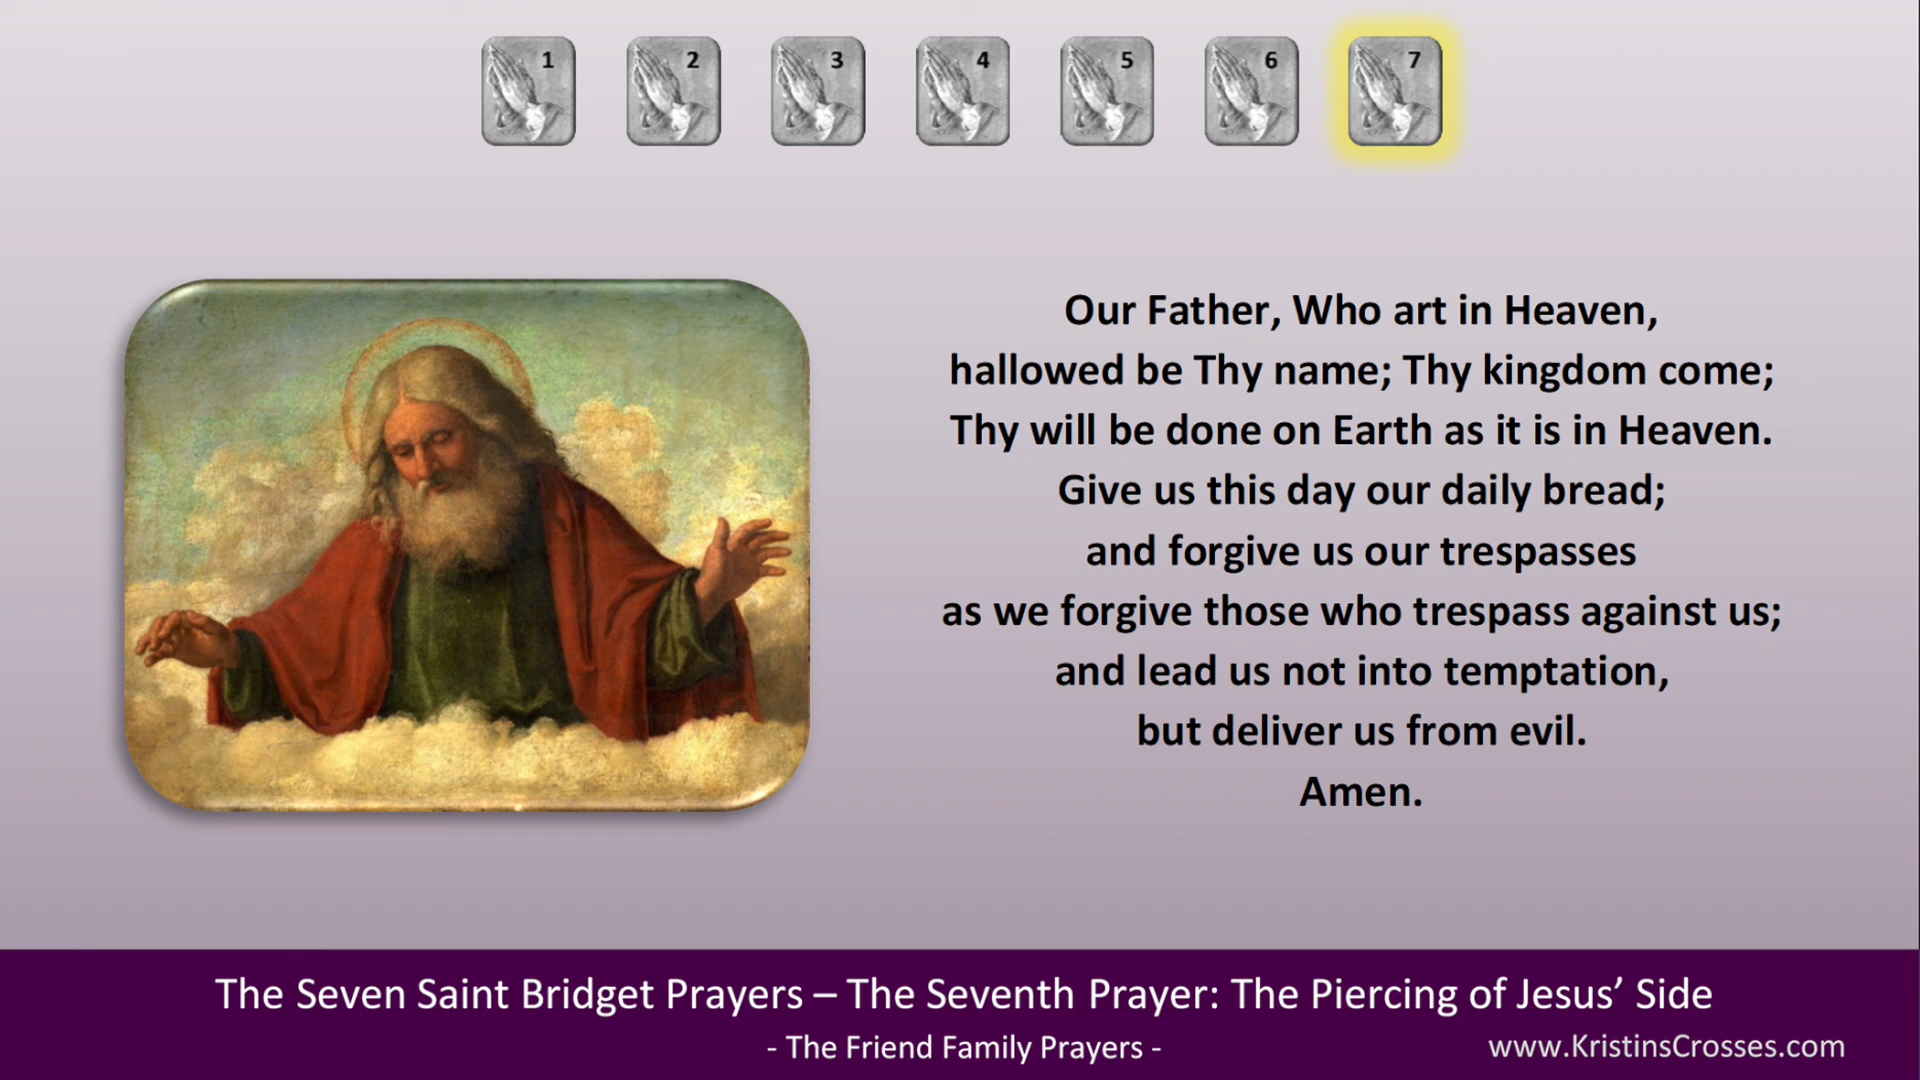 1 2 3 4 5 6 7
Our Father, Who art in Heaven,
hallowed be Thy name; Thy kingdom come;
Thy will be done on Earth as it is in Heaven.
Give us this day our daily bread;
and forgive us our trespasses
as we forgive those who trespass against us;
and lead us not into temptation,
but deliver us from evil.
Amen.
The Seven Saint Bridget Prayers – The Seventh Prayer: The Piercing of Jesus’ Side
- The Friend Family Prayers -
www.KristinsCrosses.com